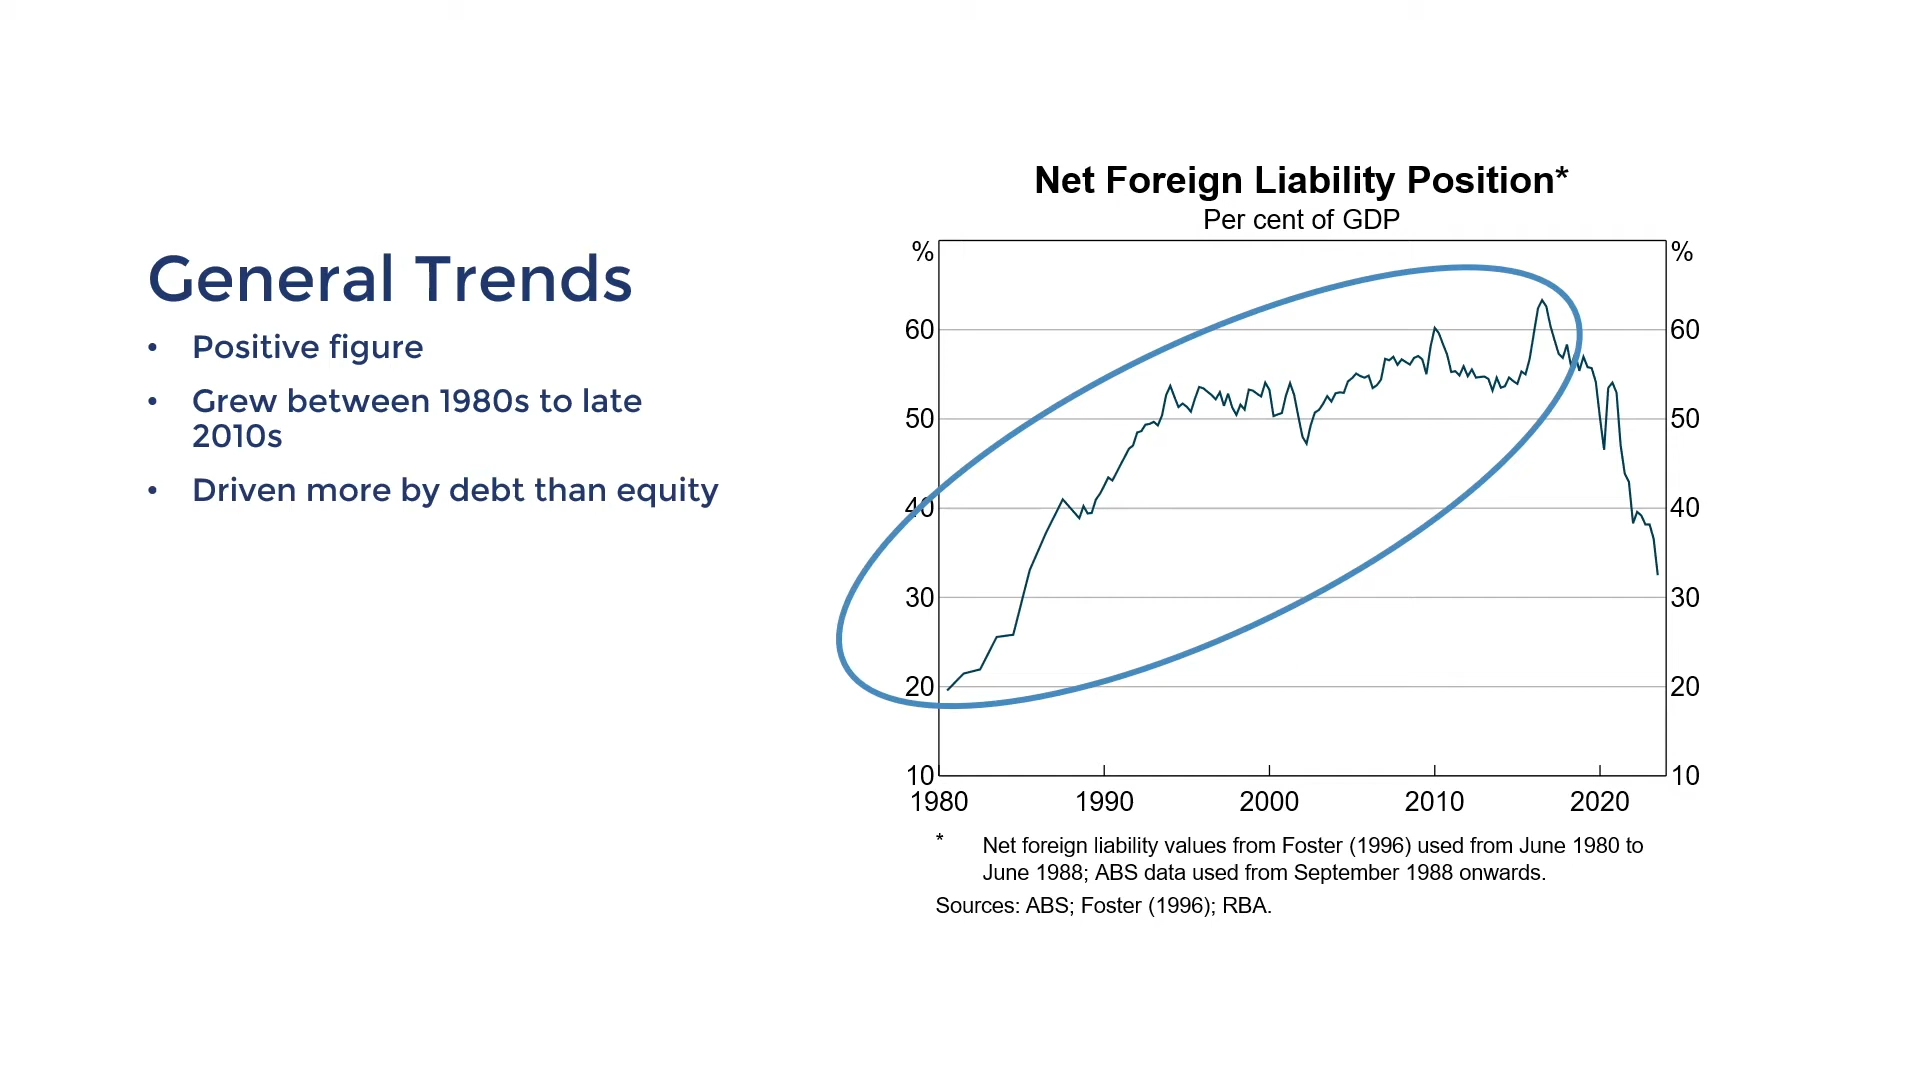 General Trends
• Positive figure
• Grew between 1980s to late
2010s
• Driven more by debt than equity
Net Foreign Liability Position*
Per cent of GDP
% %
60 60
50 50
40 40
30 30
20 20
10 10
1980 1990 2000 2010 2020
* Net foreign liability values from Foster (1996) used from June 1980 to
June 1988; ABS data used from September 1988 onwards.
Sources: ABS; Foster (1996); RBA.